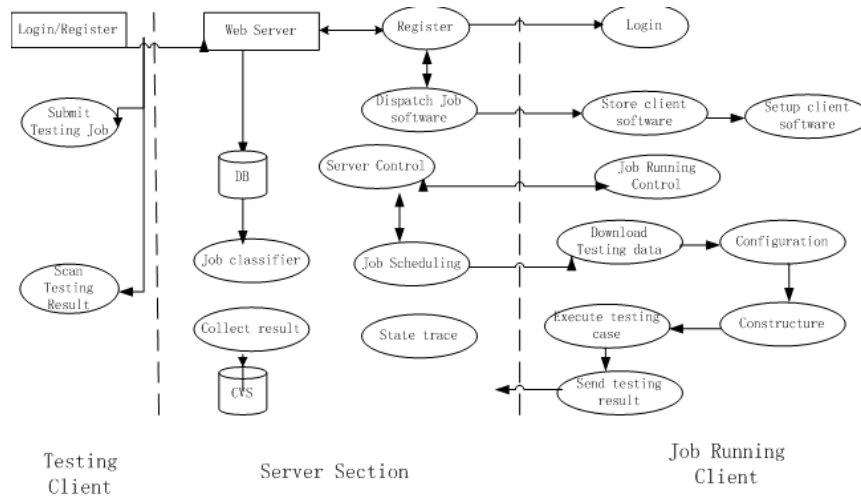 Login/Register
Web Server
Register
Login
Submit
Testing Job
Dispatch Job
software
Store client
software
Setup client
software
DB
Server Control
Job Running
Control
Job classifier
Job Scheduling
Download
Testing data
Configuration
Scan
Testing
Result
Collect result
State trace
Execute testing
case
Constructure
CVS
Send testing
result
Testing
Client
Server Section
Job Running
Client